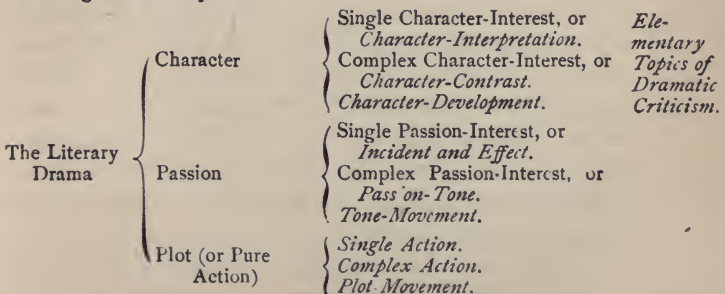 Single Character-Interest, or
Character-Interpretation.
Character
Complex Character-Interest, or
Character-Contrast.
Character-Development.
Ele-
mentary
Topics of
Dramatic
Criticism.
The Literary
Drama
Passion
Single Passion-Interest, or
Incident and Effect.
Complex Passion-Interest, or
Passion-Tone.
Tone-Movement.
Plot (or Pure
Action)
Single Action.
Complex Action.
Plot-Movement.